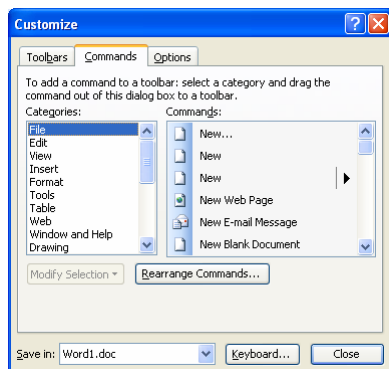 Customize
Toolbars Commands Options
To add a command to a toolbar: select a category and drag the
command out of this dialog box to a toolbar.
Categories: Commands:
File New...
Edit New
View New
Insert New Web Page
Format New E-mail Message
Tools New Blank Document
Table
Web
Window and Help
Drawing
Modify Selection Rearrange Commands...
Save in: Word1.doc Keyboard... Close